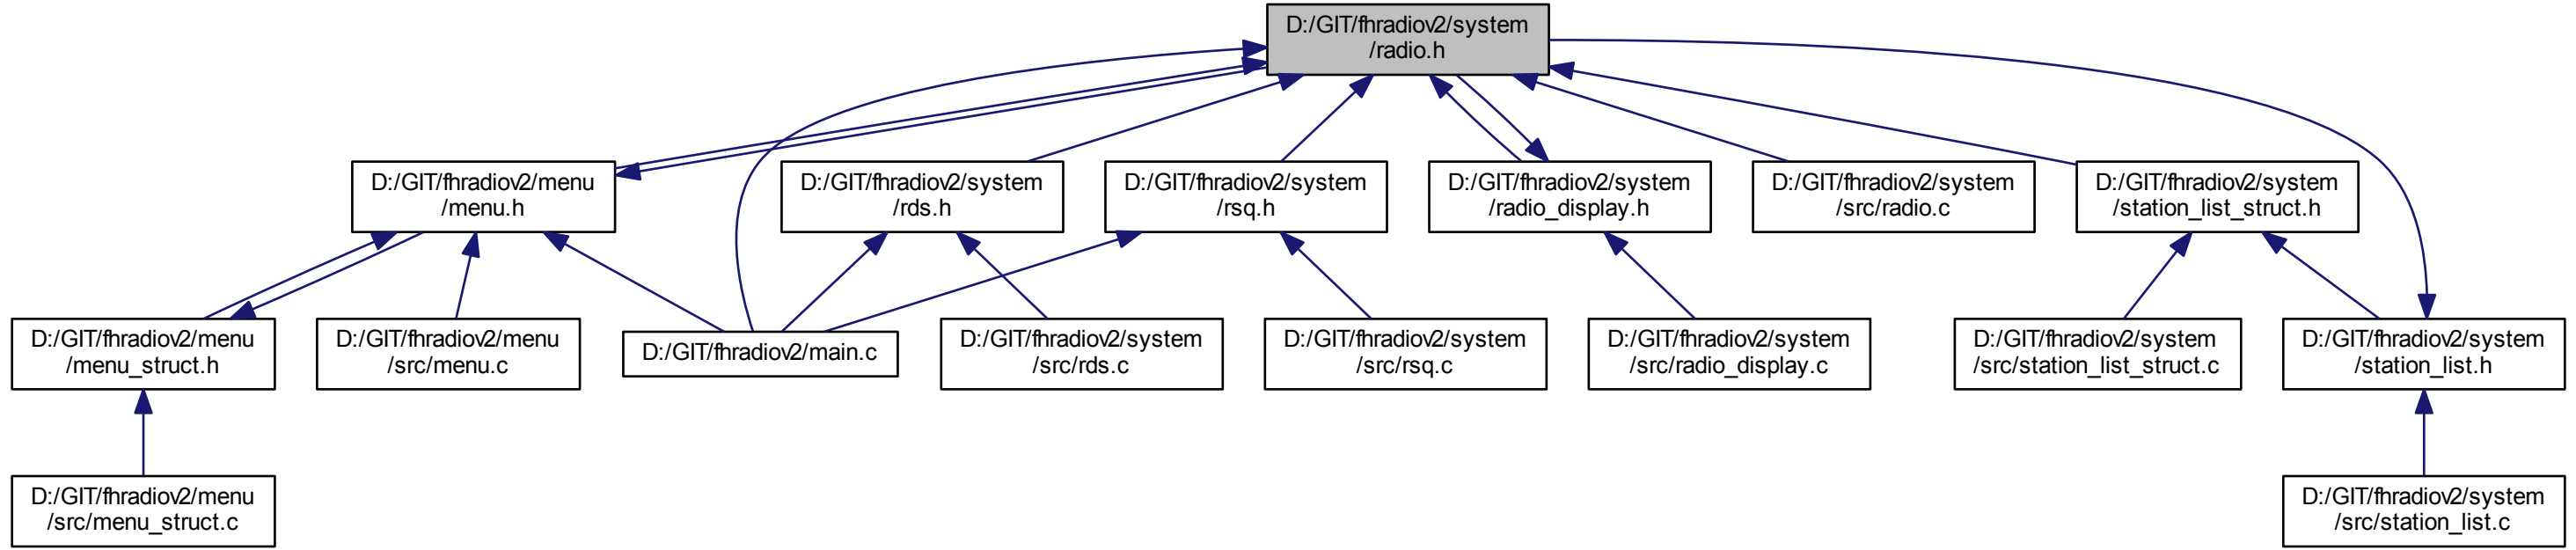 D:/GIT/fhradiov2/system
/radio.h
D:/GIT/fhradiov2/menu
/menu.h
D:/GIT/fhradiov2/system
/rds.h
D:/GIT/fhradiov2/system
/rsq.h
D:/GIT/fhradiov2/system
/radio_display.h
D:/GIT/fhradiov2/system
/src/radio.c
D:/GIT/fhradiov2/system
/station_list_struct.h
D:/GIT/fhradiov2/menu
/menu_struct.h
D:/GIT/fhradiov2/menu
/src/menu.c
D:/GIT/fhradiov2/main.c
D:/GIT/fhradiov2/system
/src/rds.c
D:/GIT/fhradiov2/system
/src/rsq.c
D:/GIT/fhradiov2/system
/src/radio_display.c
D:/GIT/fhradiov2/system
/src/station_list_struct.c
D:/GIT/fhradiov2/system
/station_list.h
D:/GIT/fhradiov2/menu
/src/menu_struct.c
D:/GIT/fhradiov2/system
/src/station_list.c